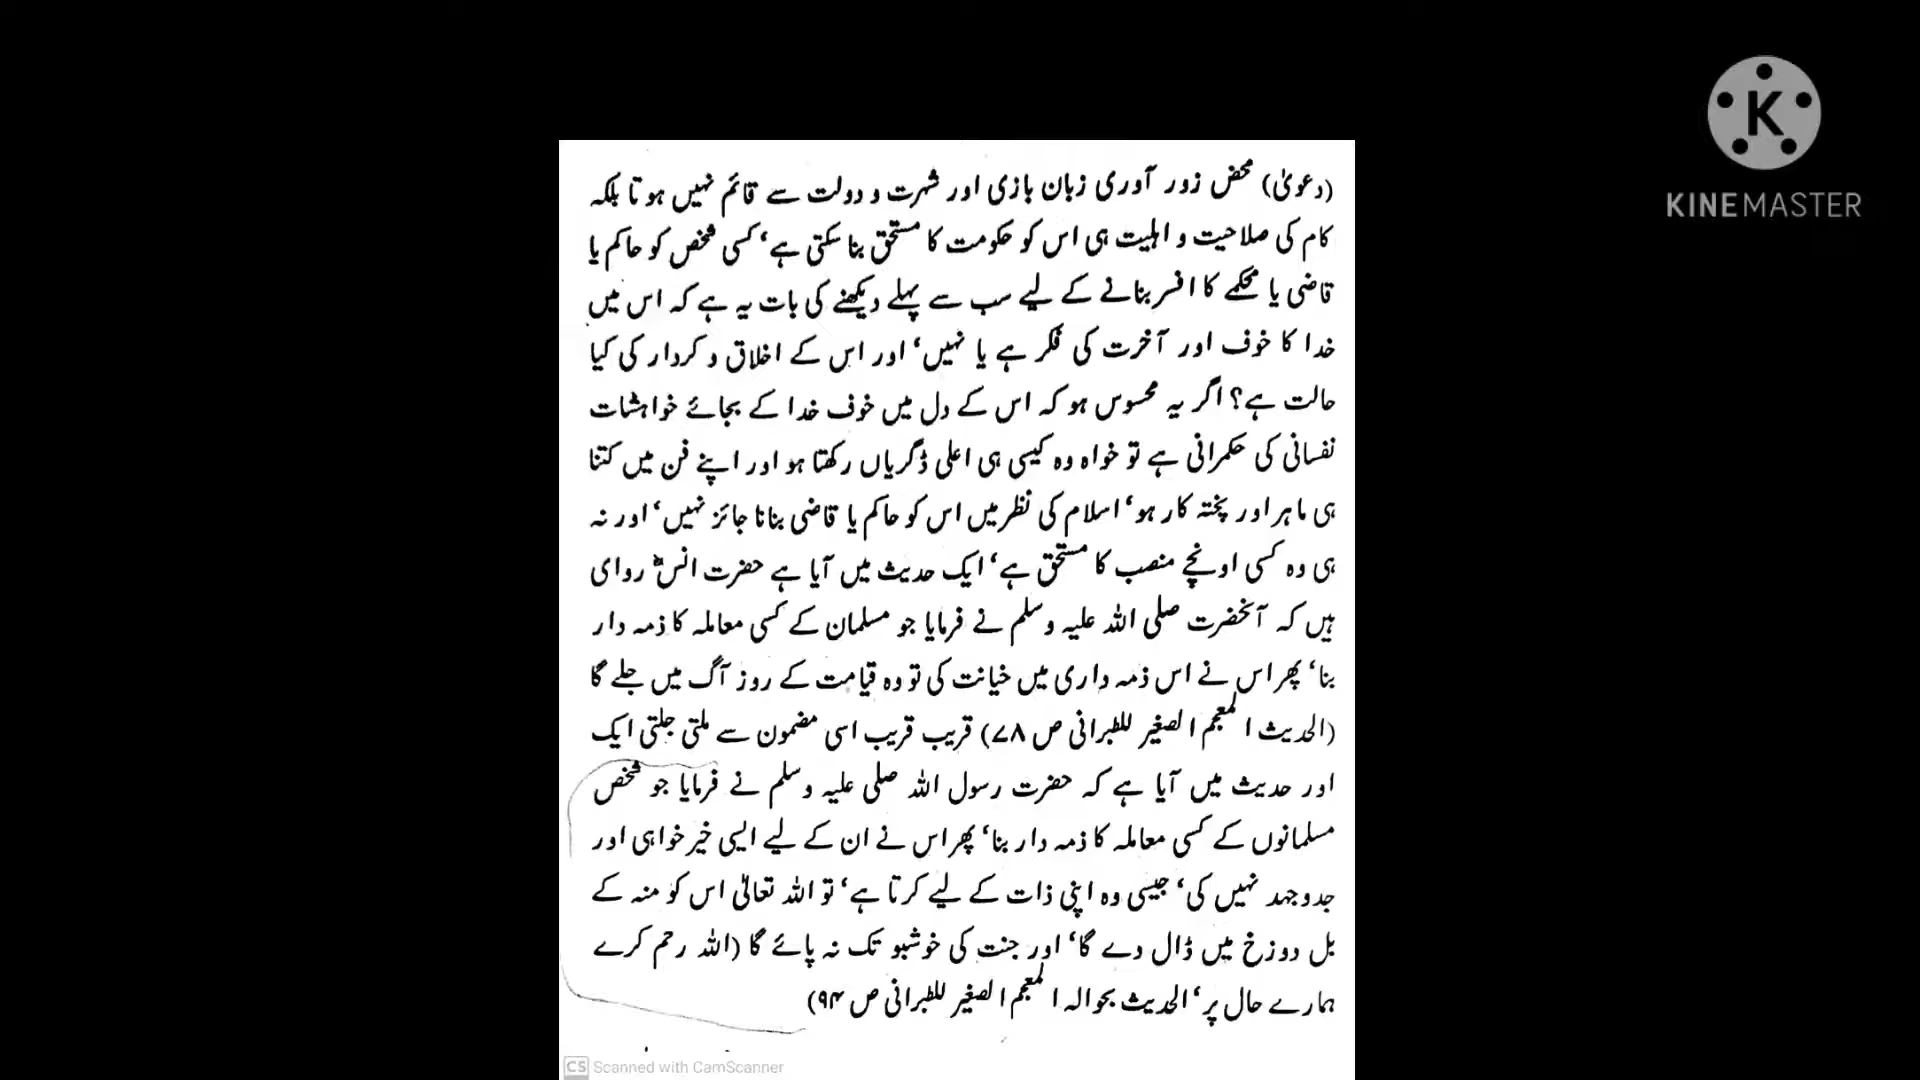 (دعویٰ) محض زور آوری زبان بازی اور شہرت و دولت سے قائم نہیں ہوتا بلکہ
کام کی صلاحیت و اہلیت ہی اس کو حکومت کا مستحق بنا سکتی ہے‘ کسی شخص کو حاکم یا
قاضی یا محکمے کا افسر بنانے کے لیے سب سے پہلے دیکھنے کی بات یہ ہے کہ اس میں
خدا کا خوف اور آخرت کی فکر ہے یا نہیں‘ اور اس کے اخلاق و کردار کی کیا
حالت ہے؟ اگر یہ محسوس ہو کہ اس کے دل میں خوف خدا کے بجائے خواہشات
نفسانی کی حکمرانی ہے تو خواہ وہ کیسی ہی اعلی ڈگریاں رکھتا ہو اور اپنے فن میں کتنا
ہی ماہر اور پختہ کار ہو‘ اسلام کی نظر میں اس کو حاکم یا قاضی بنانا جائز نہیں‘ اور نہ
ہی وہ کسی اونچے منصب کا مستحق ہے‘ ایک حدیث میں آیا ہے حضرت انسؓ روای
ہیں کہ آنحضرت صلی اللہ علیہ وسلم نے فرمایا جو مسلمان کے کسی معاملہ کا ذمہ دار
بنا‘ پھر اس نے اس ذمہ داری میں خیانت کی تو وہ قیامت کے روز آگ میں جلے گا
(الحدیث المعجم الصغیر للطبرانی ص ۷۸) قریب قریب اسی مضمون سے ملتی جلتی ایک
اور حدیث میں آیا ہے کہ حضرت رسول اللہ صلی علیہ وسلم نے فرمایا جو شخص
مسلمانوں کے کسی معاملہ کا ذمہ دار بنا‘ پھر اس نے ان کے لیے ایسی خیر خواہی اور
جدوجہد نہیں کی‘ جیسی وہ اپنی ذات کے لیے کرتا ہے‘ تو اللہ تعالیٰ اس کو منہ کے
بل دوزخ میں ڈال دے گا‘ اور جنت کی خوشبو تک نہ پائے گا (اللہ رحم کرے
ہمارے حال پر‘ الحدیث بحوالہ المعجم الصغیر للطبرانی ص ۹۴)
CS Scanned with CamScanner
K
KINEMASTER